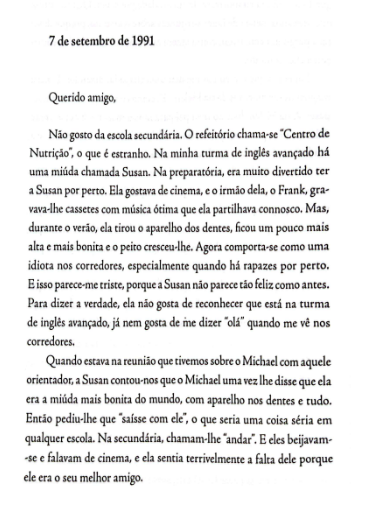 7 de setembro de 1991
Querido amigo,
Não gosto da escola secundária. O refeitório chama-se “Centro de
Nutrição”, o que é estranho. Na minha turma de inglês avançado há
uma miúda chamada Susan. Na preparatória, era muito divertido ter
a Susan por perto. Ela gostava de cinema, e o irmão dela, o Frank, gra-
vava-lhe cassetes com música ótima que ela partilhava connosco. Mas,
durante o verão, ela tirou o aparelho dos dentes, ficou um pouco mais
alta e mais bonita e o peito cresceu-lhe. Agora comporta-se como uma
idiota nos corredores, especialmente quando há rapazes por perto.
E isso parece-me triste, porque a Susan não parece tão feliz como antes.
Para dizer a verdade, ela não gosta de reconhecer que está na turma
de inglês avançado, já nem gosta de me dizer “olá” quando me vê nos
corredores.
Quando estava na reunião que tivemos sobre o Michael com aquele
orientador, a Susan contou-nos que o Michael uma vez lhe disse que ela
era a miúda mais bonita do mundo, com aparelho nos dentes e tudo.
Então pediu-lhe que “saísse com ele”, o que seria uma coisa séria em
qualquer escola. Na secundária, chamam-lhe “andar”. E eles beijavam-
-se e falavam de cinema, e ela sentia terrivelmente a falta dele porque
ele era o seu melhor amigo.